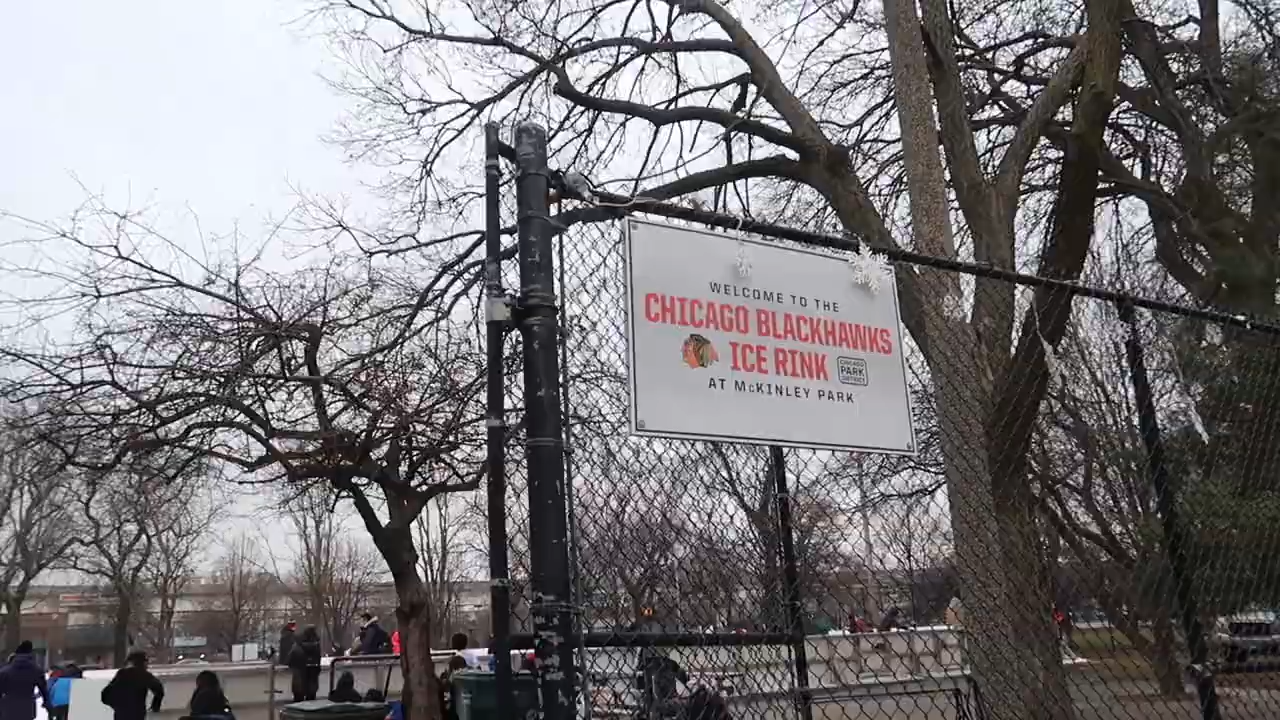 WELCOME TO THE
CHICAGO BLACKHAWKS
ICE RINK
CHICAGO
PARK
DISTRICT
AT McKINLEY PARK